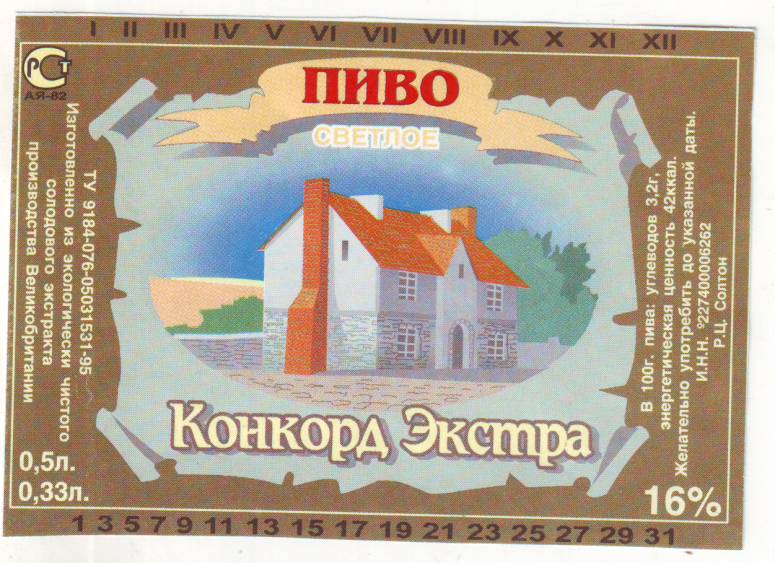 I II III IV V VI VII VIII IX X XI XII
РСТ
АЯ-82
ПИВО
СВЕТЛОЕ
ТУ 9184-076-05031531-95
Изготовленно из экологически чистого
солодового экстракта
производства Великобритании
В 100г. пива: углеводов 3,2г,
энергетическая ценность 42ккал.
Желательно употребить до указанной даты.
И.Н.Н. º227400006262
Р.Ц. Солтон
Конкорд Экстра
0,5л.
0,33л.
16%
1 3 5 7 9 11 13 15 17 19 21 23 25 27 29 31